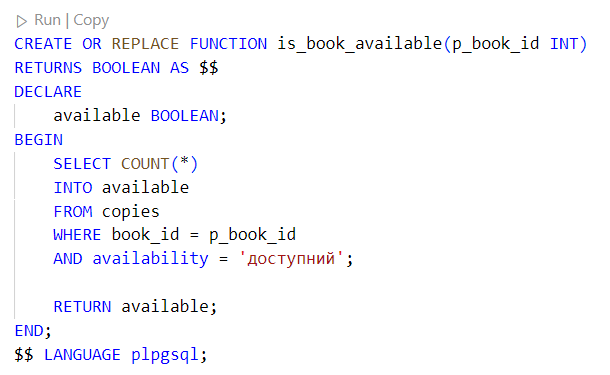 Run | Copy
CREATE OR REPLACE FUNCTION is_book_available(p_book_id INT)
RETURNS BOOLEAN AS $$
DECLARE
    available BOOLEAN;
BEGIN
    SELECT COUNT(*)
    INTO available
    FROM copies
    WHERE book_id = p_book_id
    AND availability = 'доступний';

    RETURN available;
END;
$$ LANGUAGE plpgsql;